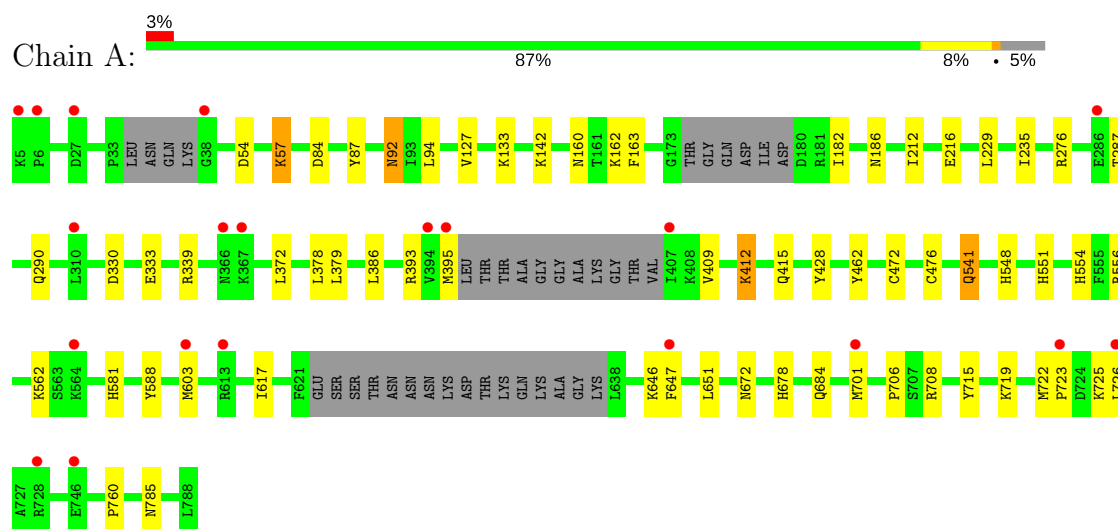 3%
Chain A:
87% 8% • 5%
K5 P6 D27 P33 LEU ASN GLN LYS G38 D54 K57 D84 Y87 N92 I93 L94 V127 K133 K142 N160 T161 K162 F163 G173 THR GLY GLN ASP ILE ASP D180 R181 I182 N186 I212 E216 L229 I235 R276 E286 T287
Q290 L310 D330 E333 R339 N366 K367 L372 L378 L379 L386 R393 V394 M395 LEU THR THR ALA GLY GLY ALA LYS GLY THR VAL I407 K408 V409 K412 Q415 Y428 Y462 C472 C476 Q541 H548 H551 H554 F555
K562 S563 K564 H581 Y588 M603 R613 I617 F621 GLU SER SER THR ASN ASN ASN LYS ASP THR LYS GLN LYS ALA GLY LYS L638 K646 F647 L651 N672 H678 Q684 M701 P706 S707 R708 Y715 K719 M722 P723 D724 K725
A727 R728 E746 P760 N785 L788